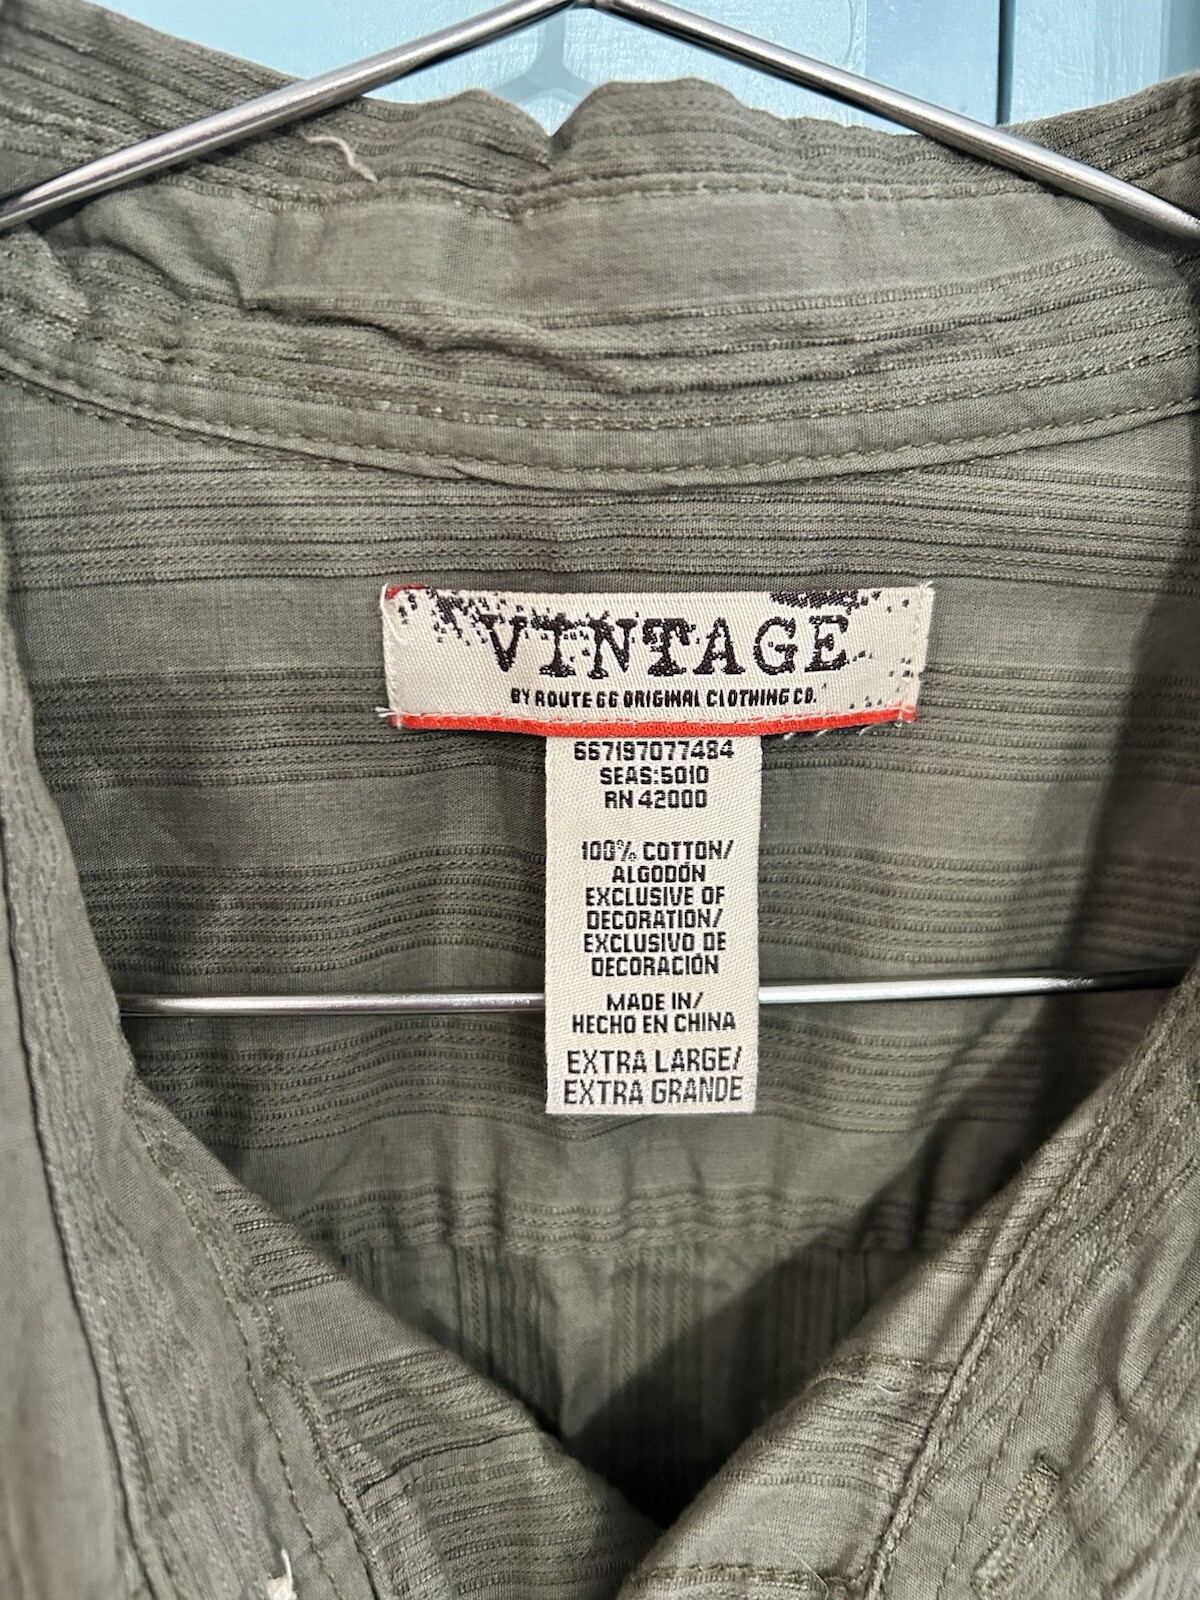 VINTAGE
BY ROUTE 66 ORIGINAL CLOTHING CO.
667197077484
SEAS:5010
RN 42000
100% COTTON/
ALGODÓN
EXCLUSIVE OF
DECORATION/
EXCLUSIVO DE
DECORACIÓN
MADE IN/
HECHO EN CHINA
EXTRA LARGE/
EXTRA GRANDE